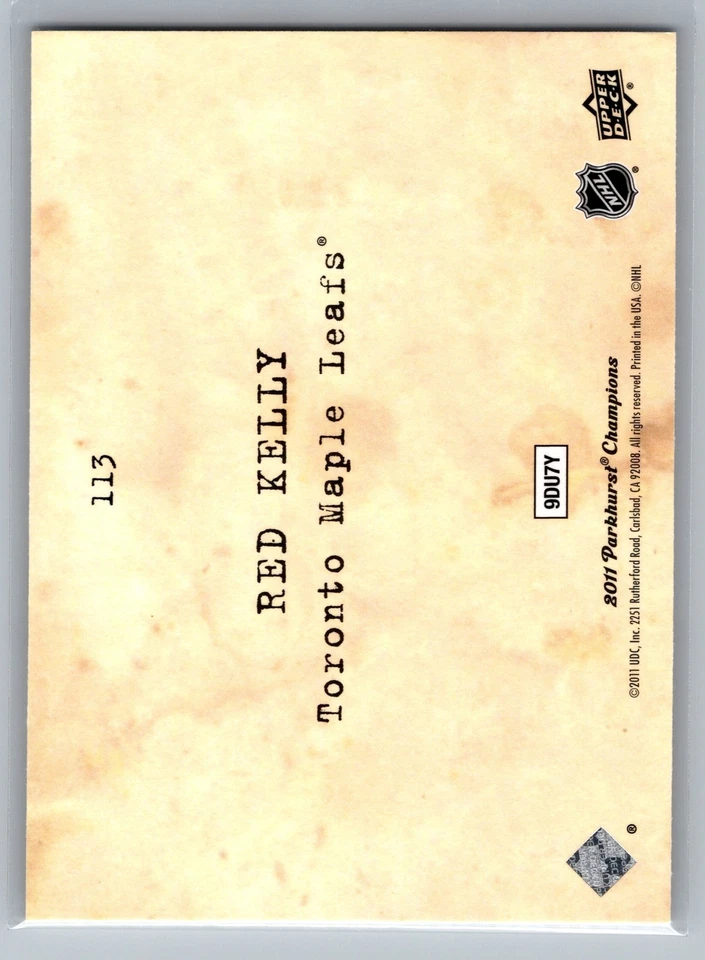 113
RED KELLY
Toronto Maple Leafs®
9DU7Y
2011 Parkhurst® Champions
©2011 UDC, Inc. 2251 Rutherford Road, Carlsbad, CA 92008. All rights reserved. Printed in the USA. ©NHL
®
NHL ®
UPPER
D·E·C·K ®